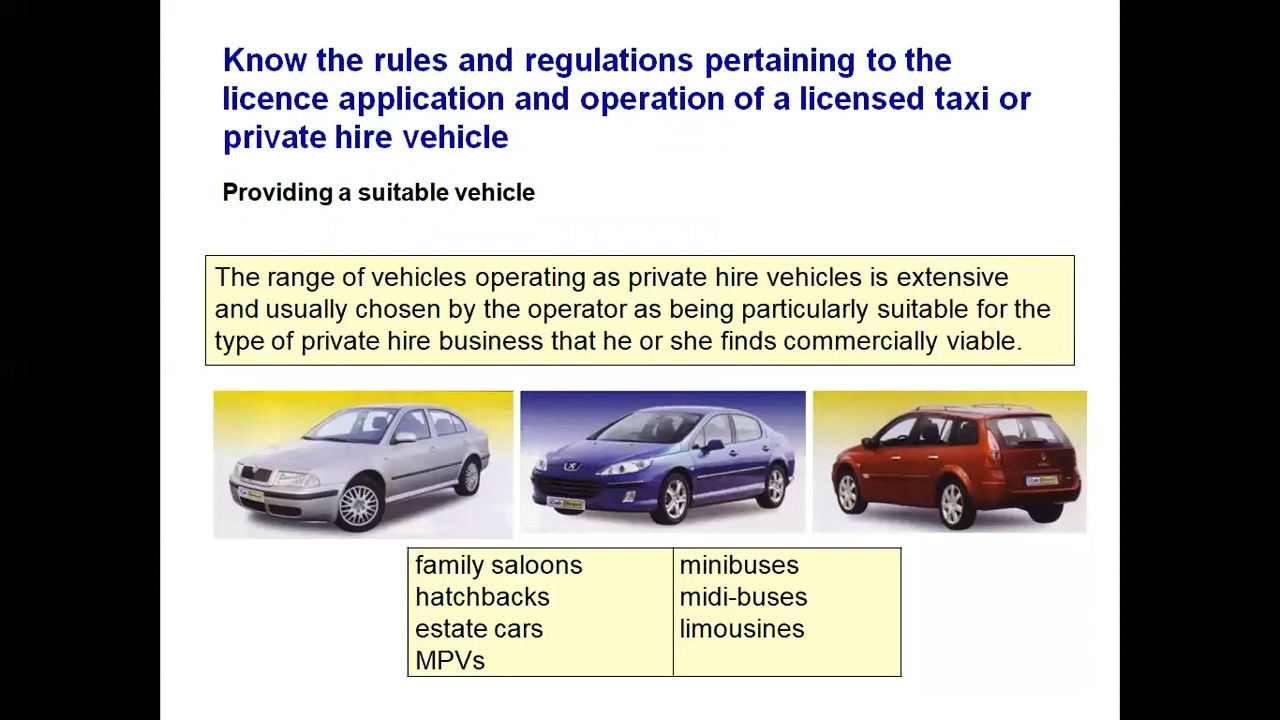 Know the rules and regulations pertaining to the
licence application and operation of a licensed taxi or
private hire vehicle
Providing a suitable vehicle
The range of vehicles operating as private hire vehicles is extensive
and usually chosen by the operator as being particularly suitable for the
type of private hire business that he or she finds commercially viable.
family saloons
hatchbacks
estate cars
MPVs
minibuses
midi-buses
limousines